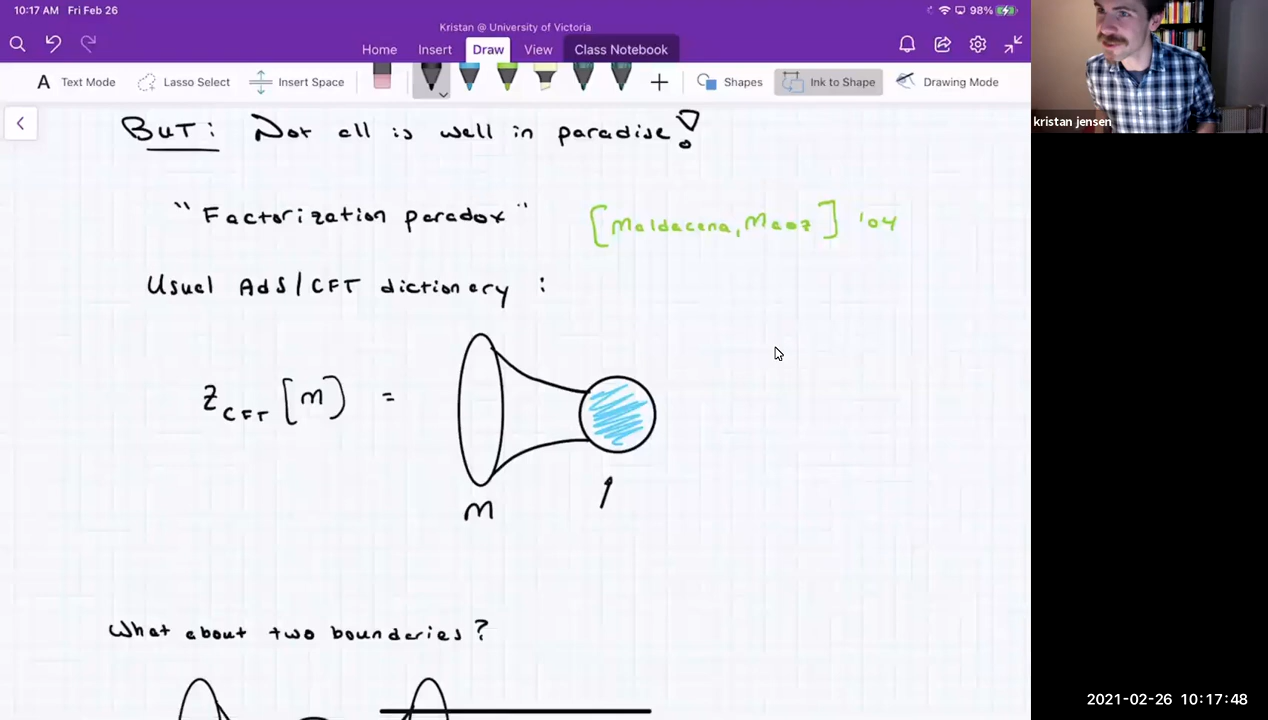 10:17 AM Fri Feb 26
98%
Kristan @ University of Victoria
Home Insert Draw View Class Notebook
A Text Mode Lasso Select Insert Space Shapes Ink to Shape Drawing Mode
kristan jensen
BUT: Not all is well in paradise!
"Factorization paradox" [Maldacena, Maoz] '04
Usual AdS/CFT dictionary :
Z_CFT [M] =
M
What about two boundaries?
2021-02-26 10:17:48